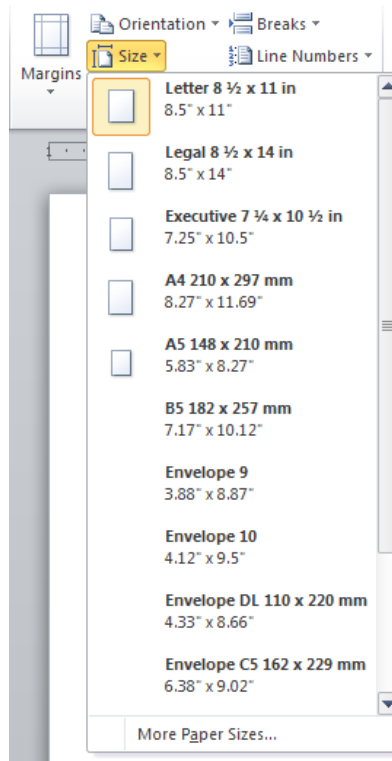 Orientation
Breaks
Margins
Size
Line Numbers
Letter 8 ½ x 11 in
8.5" x 11"
Legal 8 ½ x 14 in
8.5" x 14"
Executive 7 ¼ x 10 ½ in
7.25" x 10.5"
A4 210 x 297 mm
8.27" x 11.69"
A5 148 x 210 mm
5.83" x 8.27"
B5 182 x 257 mm
7.17" x 10.12"
Envelope 9
3.88" x 8.87"
Envelope 10
4.12" x 9.5"
Envelope DL 110 x 220 mm
4.33" x 8.66"
Envelope C5 162 x 229 mm
6.38" x 9.02"
More Paper Sizes...